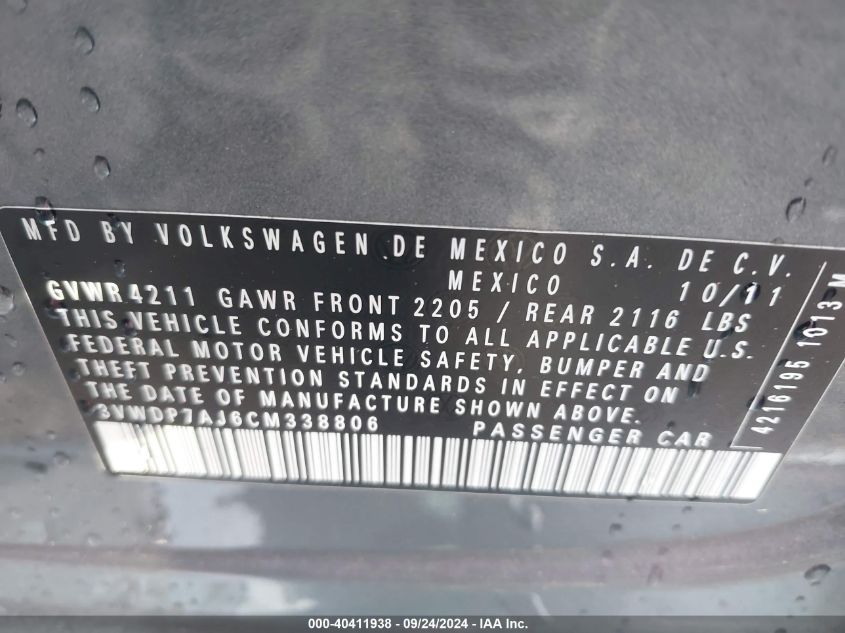 MFD BY VOLKSWAGEN DE MEXICO S.A. DE C.V.
MEXICO 10/11
GVWR 4211 GAWR FRONT 2205 / REAR 2116 LBS
THIS VEHICLE CONFORMS TO ALL APPLICABLE U.S.
FEDERAL MOTOR VEHICLE SAFETY, BUMPER AND
THEFT PREVENTION STANDARDS IN EFFECT ON
THE DATE OF MANUFACTURE SHOWN ABOVE.
3VWDP7AJ6CM338806 PASSENGER CAR
4216195 1013 M
000-40411938 - 09/24/2024 - IAA Inc.